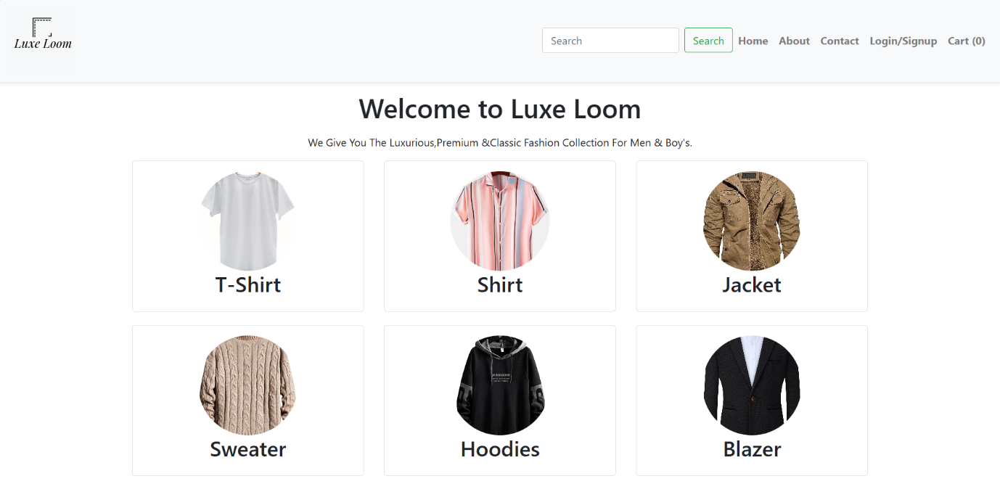 Luxe Loom
Search Search Home About Contact Login/Signup Cart (0)
Welcome to Luxe Loom
We Give You The Luxurious,Premium &Classic Fashion Collection For Men & Boy's.
T-Shirt Shirt Jacket
Sweater Hoodies Blazer